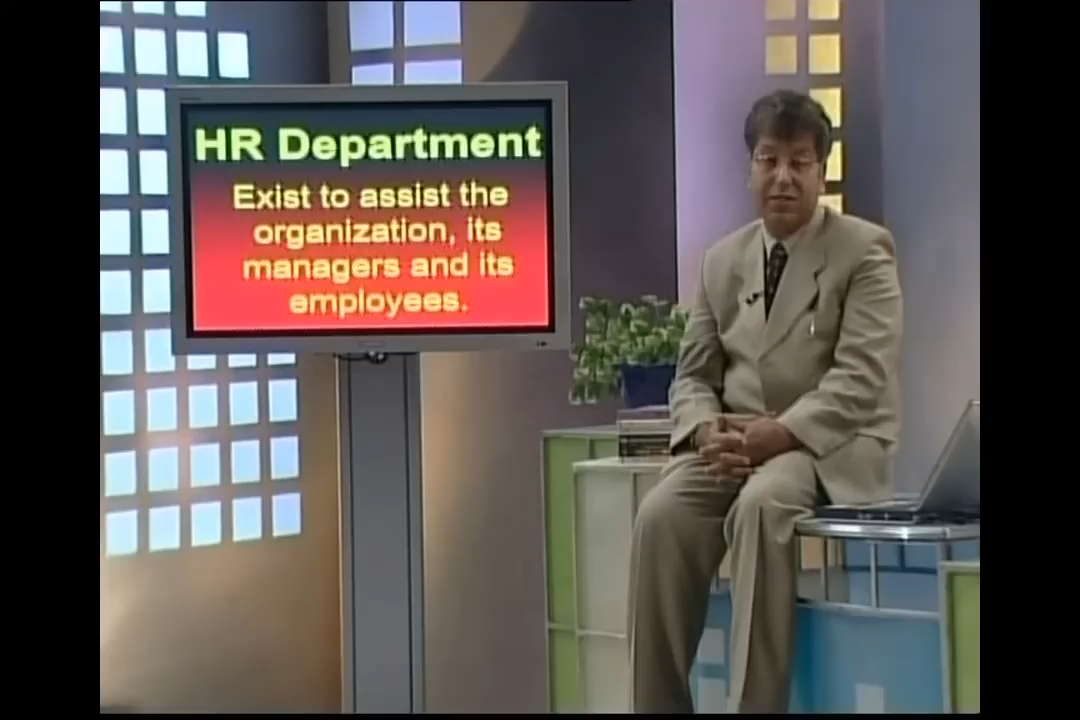 HR Department
Exist to assist the
organization, its
managers and its
employees.